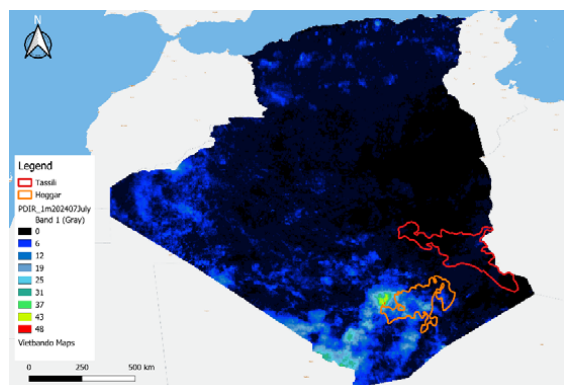 N
Legend
Tassili
Hoggar
PDIR_1m202407July
Band 1 (Gray)
0
6
12
19
25
31
37
43
48
Vietbando Maps
0 250 500 km